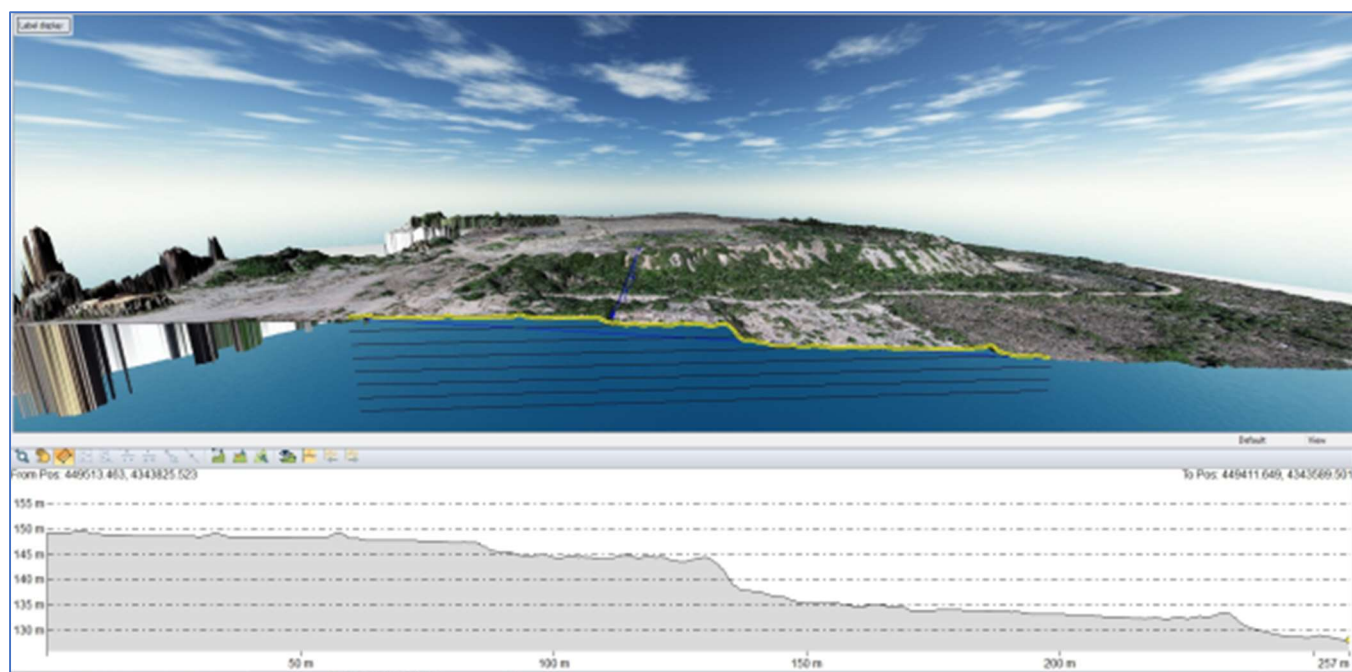 Label display
Default View
From Pos: 449513.463, 4343825.523 To Pos: 449411.649, 4343589.501
155 m
150 m
145 m
140 m
135 m
130 m
50 m 100 m 150 m 200 m 257 m